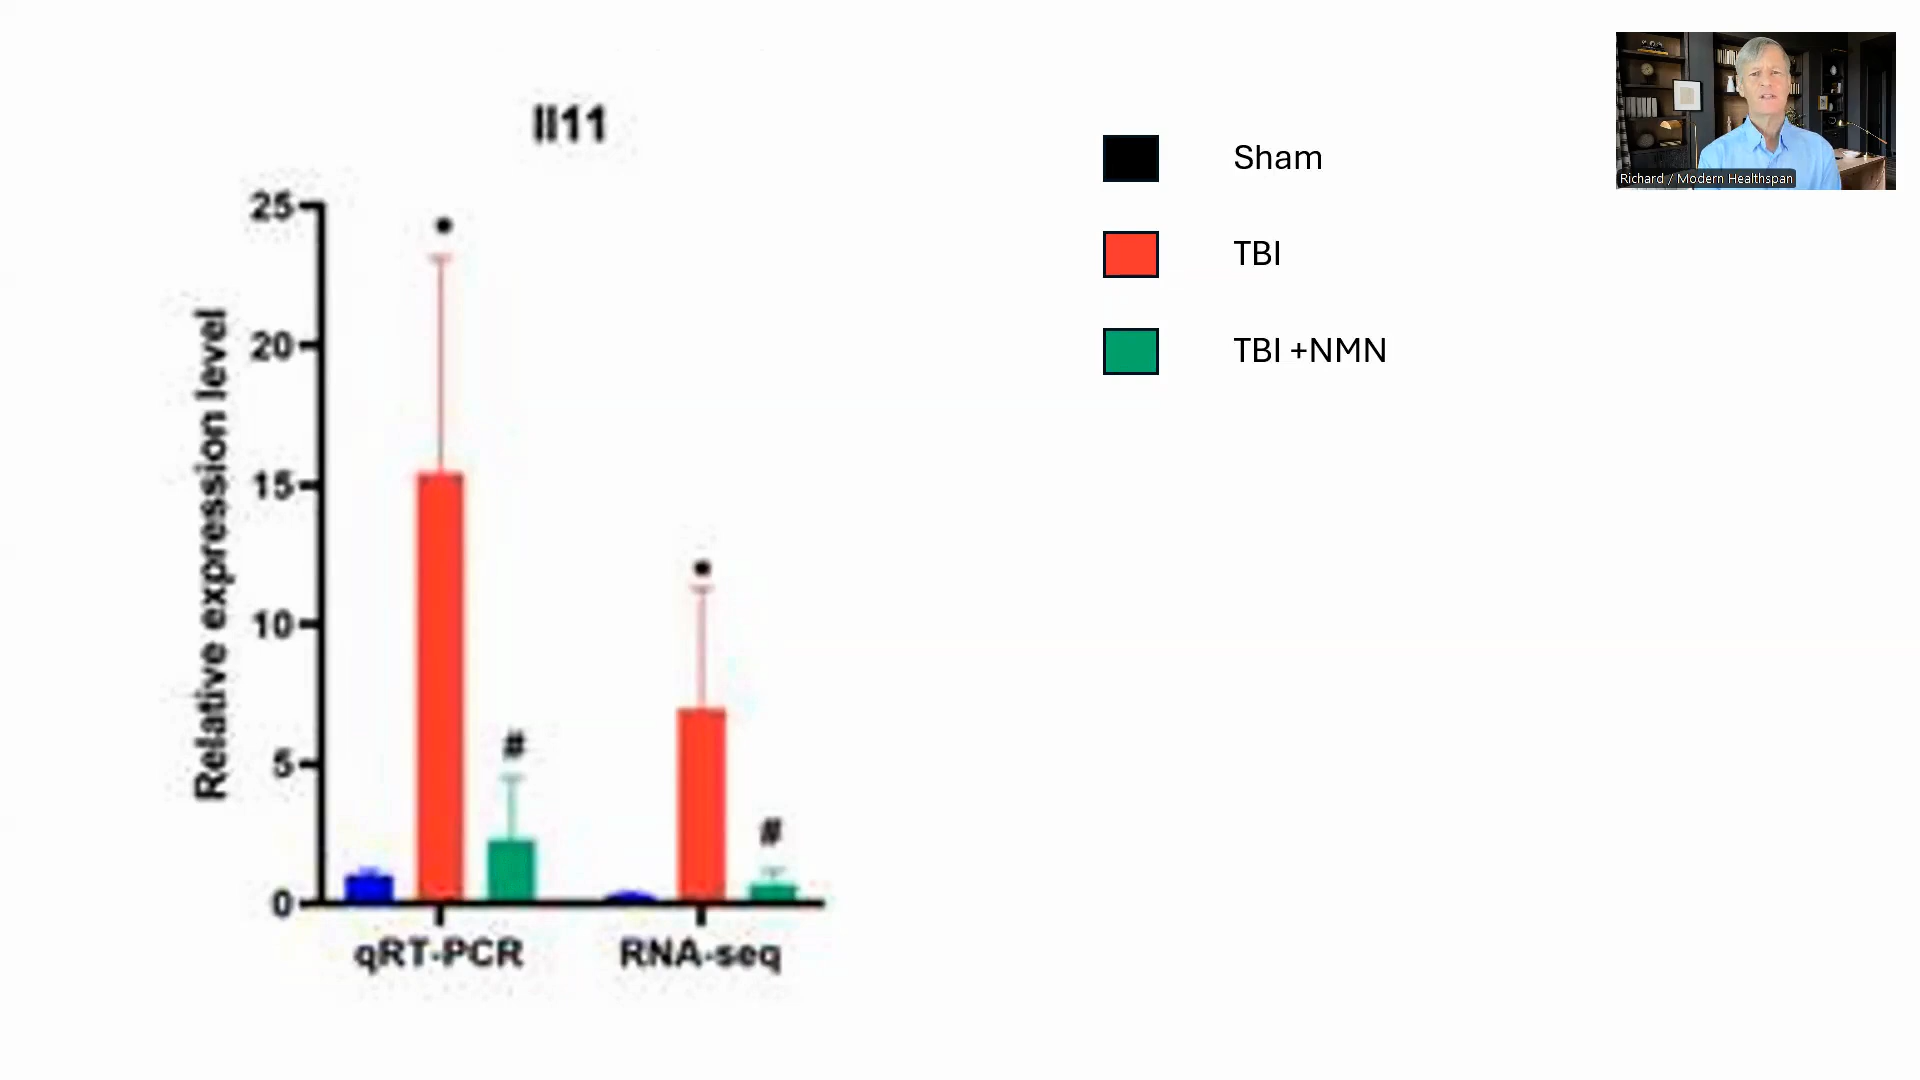 Il11
Relative expression level
25
20
15
10
5
0
•
#
•
#
qRT-PCR
RNA-seq
Sham
TBI
TBI +NMN
Richard / Modern Healthspan